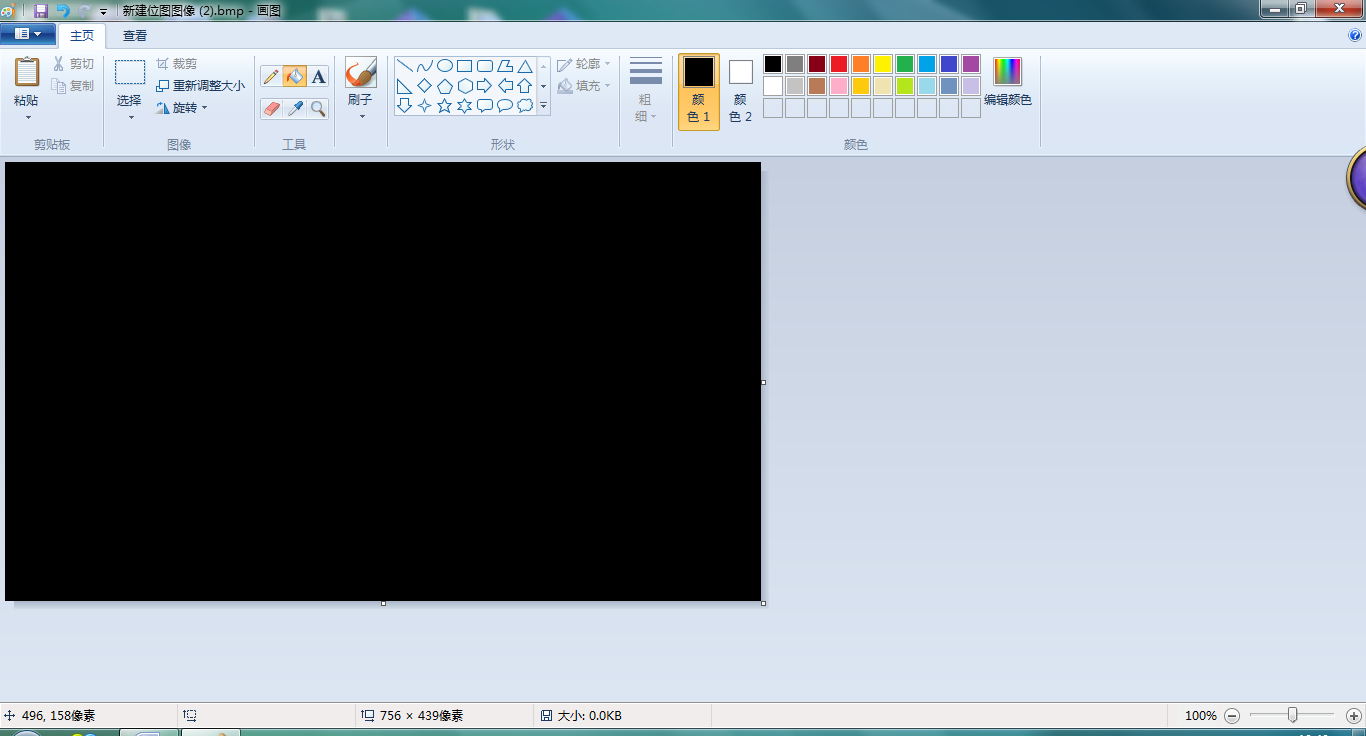 新建位图图像 (2).bmp - 画图
主页
查看
粘贴
剪切
复制
剪贴板
选择
裁剪
重新调整大小
旋转
图像
A
工具
刷子
形状
轮廓
填充
粗
细
颜
色 1
颜
色 2
编辑颜色
颜色
496, 158像素
756 × 439像素
大小: 0.0KB
100%